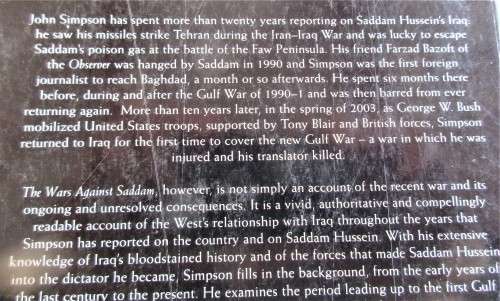 John Simpson has spent more than twenty years reporting on Saddam Hussein's Iraq:
he saw his missiles strike Tehran during the Iran–Iraq War and was lucky to escape
Saddam's poison gas at the battle of the Faw Peninsula. His friend Farzad Bazoft of
the Observer was hanged by Saddam in 1990 and Simpson was the first foreign
journalist to reach Baghdad, a month or so afterwards. He spent six months there
before, during and after the Gulf War of 1990–1 and was then barred from ever
returning again. More than ten years later, in the spring of 2003, as George W. Bush
mobilized United States troops, supported by Tony Blair and British forces, Simpson
returned to Iraq for the first time to cover the new Gulf War – a war in which he was
injured and his translator killed.
The Wars Against Saddam, however, is not simply an account of the recent war and its
ongoing and unresolved consequences. It is a vivid, authoritative and compellingly
readable account of the West's relationship with Iraq throughout the years that
Simpson has reported on the country and on Saddam Hussein. With his extensive
knowledge of Iraq's bloodstained history and of the forces that made Saddam Hussein
into the dictator he became, Simpson fills in the background, from the early years of
the last century to the present. He examines the period leading up to the first Gulf